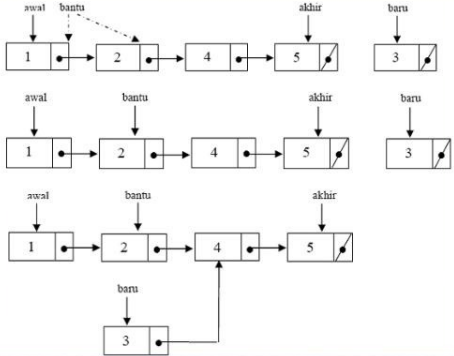 awal bantu akhir baru
1 2 4 5 3
awal bantu akhir baru
1 2 4 5 3
awal bantu akhir
1 2 4 5
baru
3